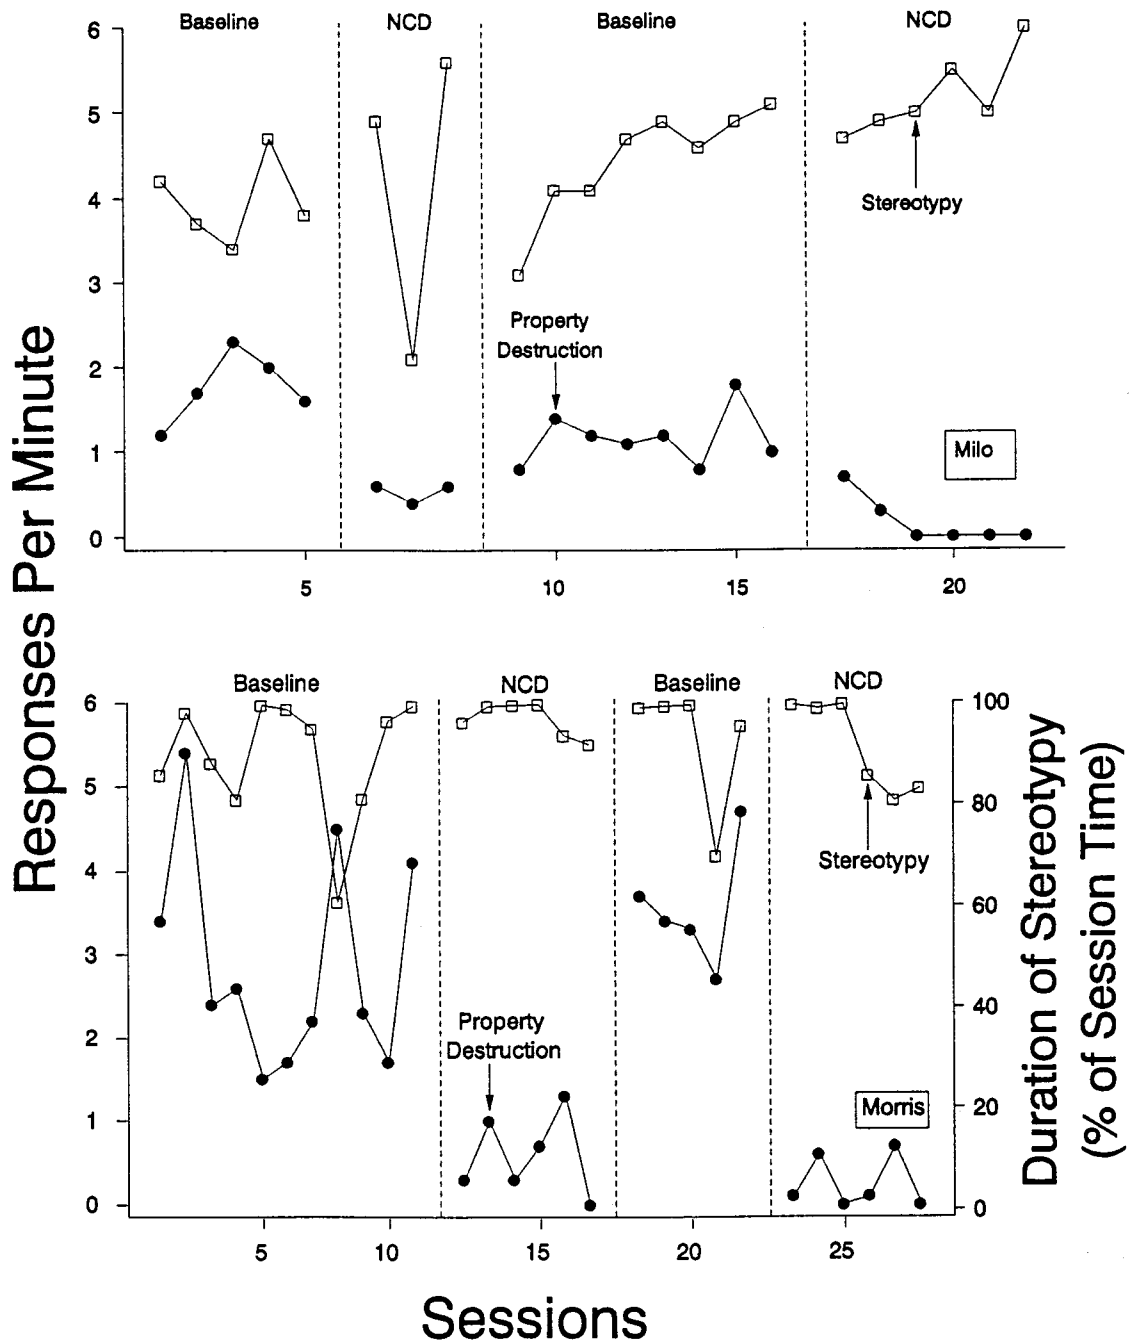 Baseline NCD Baseline NCD
6
5
4
3
2
1
0
Stereotypy
Property
Destruction
Milo
5 10 15 20
Responses Per Minute
Baseline NCD Baseline NCD
6
5
4
3
2
1
0
100
80
60
40
20
0
Stereotypy
Property
Destruction
Morris
5 10 15 20 25
Duration of Stereotypy
(% of Session Time)
Sessions